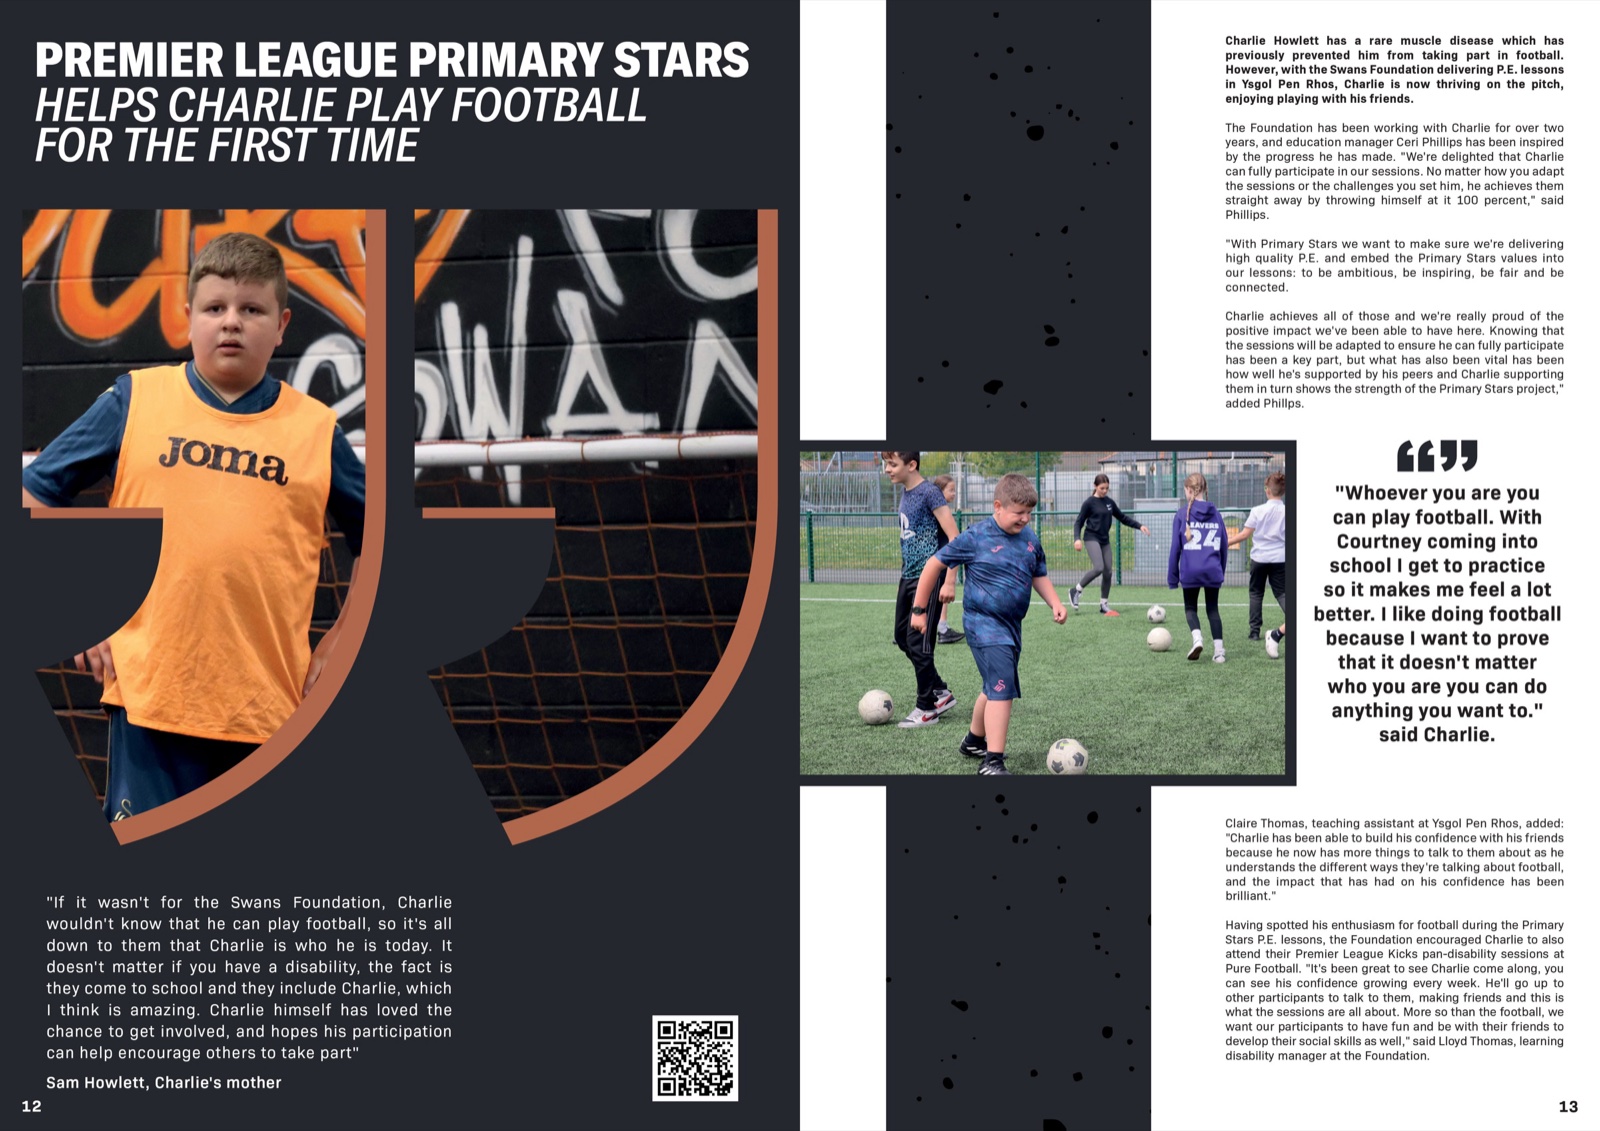 PREMIER LEAGUE PRIMARY STARS
HELPS CHARLIE PLAY FOOTBALL
FOR THE FIRST TIME
JOMA
SWAN
"If it wasn't for the Swans Foundation, Charlie
wouldn't know that he can play football, so it's all
down to them that Charlie is who he is today. It
doesn't matter if you have a disability, the fact is
they come to school and they include Charlie, which
I think is amazing. Charlie himself has loved the
chance to get involved, and hopes his participation
can help encourage others to take part"
Sam Howlett, Charlie's mother
12
Charlie Howlett has a rare muscle disease which has
previously prevented him from taking part in football.
However, with the Swans Foundation delivering P.E. lessons
in Ysgol Pen Rhos, Charlie is now thriving on the pitch,
enjoying playing with his friends.
The Foundation has been working with Charlie for over two
years, and education manager Ceri Phillips has been inspired
by the progress he has made. "We're delighted that Charlie
can fully participate in our sessions. No matter how you adapt
the sessions or the challenges you set him, he achieves them
straight away by throwing himself at it 100 percent," said
Phillips.
"With Primary Stars we want to make sure we're delivering
high quality P.E. and embed the Primary Stars values into
our lessons: to be ambitious, be inspiring, be fair and be
connected.
Charlie achieves all of those and we're really proud of the
positive impact we've been able to have here. Knowing that
the sessions will be adapted to ensure he can fully participate
has been a key part, but what has also been vital has been
how well he's supported by his peers and Charlie supporting
them in turn shows the strength of the Primary Stars project,"
added Phillps.
LEAVERS
24
"Whoever you are you
can play football. With
Courtney coming into
school I get to practice
so it makes me feel a lot
better. I like doing football
because I want to prove
that it doesn't matter
who you are you can do
anything you want to."
said Charlie.
Claire Thomas, teaching assistant at Ysgol Pen Rhos, added:
"Charlie has been able to build his confidence with his friends
because he now has more things to talk to them about as he
understands the different ways they're talking about football,
and the impact that has had on his confidence has been
brilliant."
Having spotted his enthusiasm for football during the Primary
Stars P.E. lessons, the Foundation encouraged Charlie to also
attend their Premier League Kicks pan-disability sessions at
Pure Football. "It's been great to see Charlie come along, you
can see his confidence growing every week. He'll go up to
other participants to talk to them, making friends and this is
what the sessions are all about. More so than the football, we
want our participants to have fun and be with their friends to
develop their social skills as well," said Lloyd Thomas, learning
disability manager at the Foundation.
13